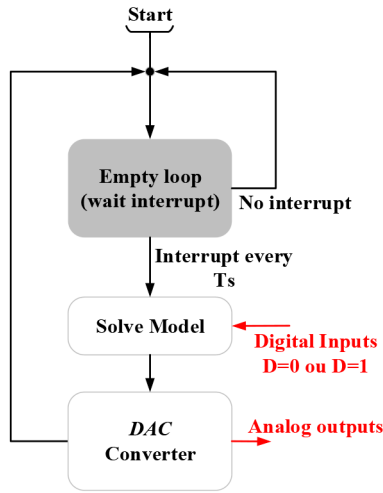 Start
Empty loop
(wait interrupt)
No interrupt
Interrupt every
Ts
Solve Model
Digital Inputs
D=0 ou D=1
DAC
Converter
Analog outputs